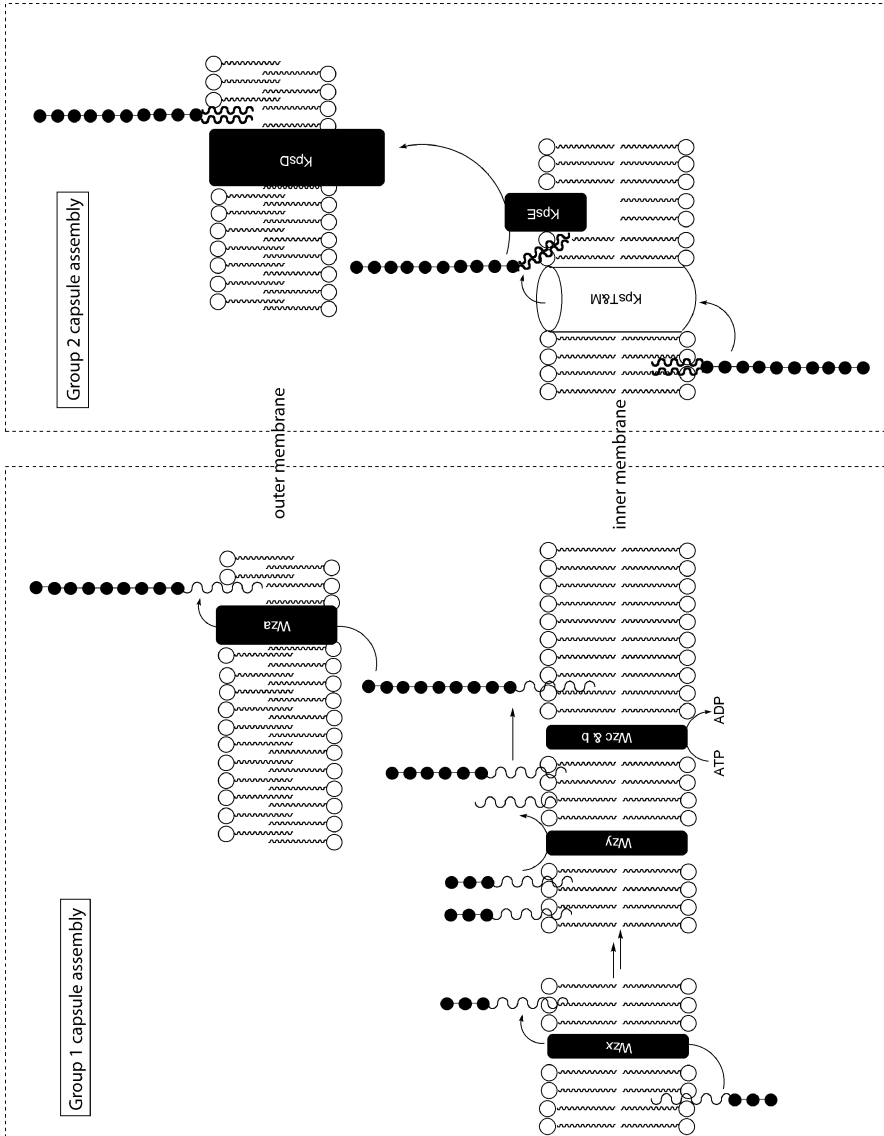 Group 1 capsule assembly
Wzx
Wzy
Wzc & b
ATP
ADP
Wza
outer membrane
inner membrane
Group 2 capsule assembly
KpsD
KpsE
KpsT&M